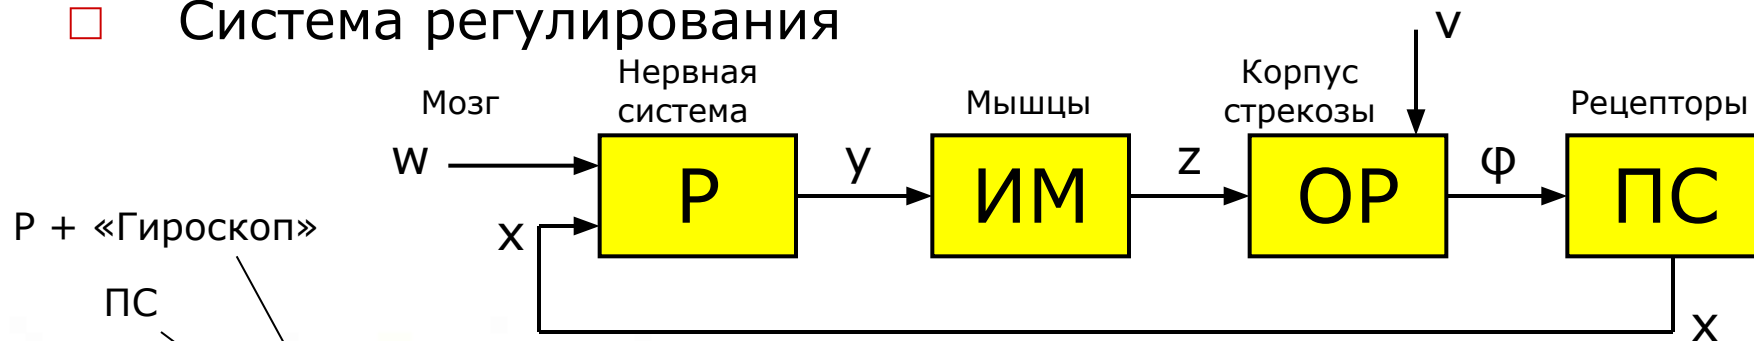 Система регулирования
v
Нервная
система
Мозг
Мышцы
Корпус
стрекозы
Рецепторы
w
Р
y
ИМ
z
ОР
φ
ПС
x
Р + «Гироскоп»
ПС
x